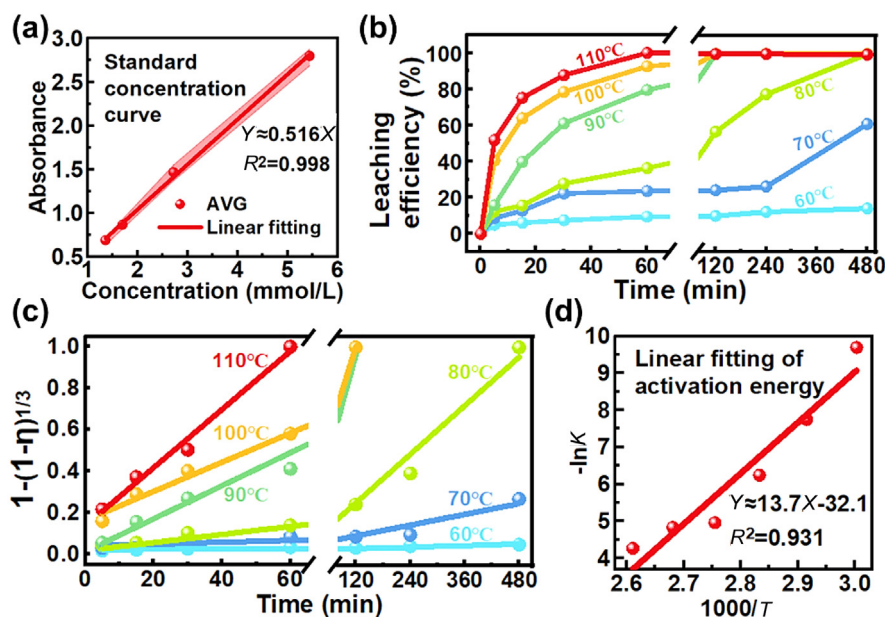 (a)
3.0
2.5
2.0
1.5
1.0
0.5
Absorbance
Standard
concentration
curve
Y≈0.516X
R²=0.998
AVG
Linear fitting
1 2 3 4 5 6
Concentration (mmol/L)
(b)
100
80
60
40
20
0
Leaching
efficiency (%)
110°C
100°C
90°C
80°C
70°C
60°C
0 20 40 60 120 240 360 480
Time (min)
(c)
1.0
0.8
0.6
0.4
0.2
0.0
1-(1-η)1/3
110°C
100°C
90°C
80°C
70°C
60°C
0 20 40 60 120 240 360 480
Time (min)
(d)
10
9
8
7
6
5
4
-lnK
Linear fitting of
activation energy
Y≈13.7X-32.1
R²=0.931
2.6 2.7 2.8 2.9 3.0
1000/T